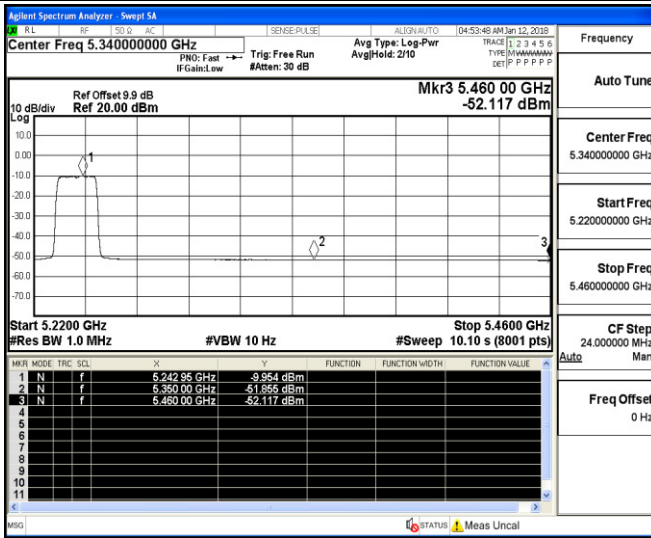 Agilent Spectrum Analyzer - Swept SA
RL RF 50 Ω AC SENSE:PULSE ALIGN AUTO 04:53:48 AM Jan 12, 2018
Center Freq 5.340000000 GHz
PNO: Fast
IFGain:Low
Trig: Free Run
#Atten: 30 dB
Avg Type: Log-Pwr
Avg|Hold: 2/10
TRACE 1 2 3 4 5 6
TYPE MWWWWW
DET P P P P P P
Frequency
Mkr3 5.460 00 GHz
-52.117 dBm
Ref Offset 9.9 dB
Ref 20.00 dBm
10 dB/div
Log
10.0
0.00
-10.0
-20.0
-30.0
-40.0
-50.0
-60.0
-70.0
1
2
3
Start 5.2200 GHz Stop 5.4600 GHz
#Res BW 1.0 MHz #VBW 10 Hz #Sweep 10.10 s (8001 pts)
MKR MODE TRC SCL X Y FUNCTION FUNCTION WIDTH FUNCTION VALUE
1 N f 5.242 95 GHz -9.954 dBm
2 N f 5.350 00 GHz -51.855 dBm
3 N f 5.460 00 GHz -52.117 dBm
4
5
6
7
8
9
10
11
Auto Tune
Center Freq
5.340000000 GHz
Start Freq
5.220000000 GHz
Stop Freq
5.460000000 GHz
CF Step
24.000000 MHz
Auto Man
Freq Offset
0 Hz
MSG STATUS Meas Uncal